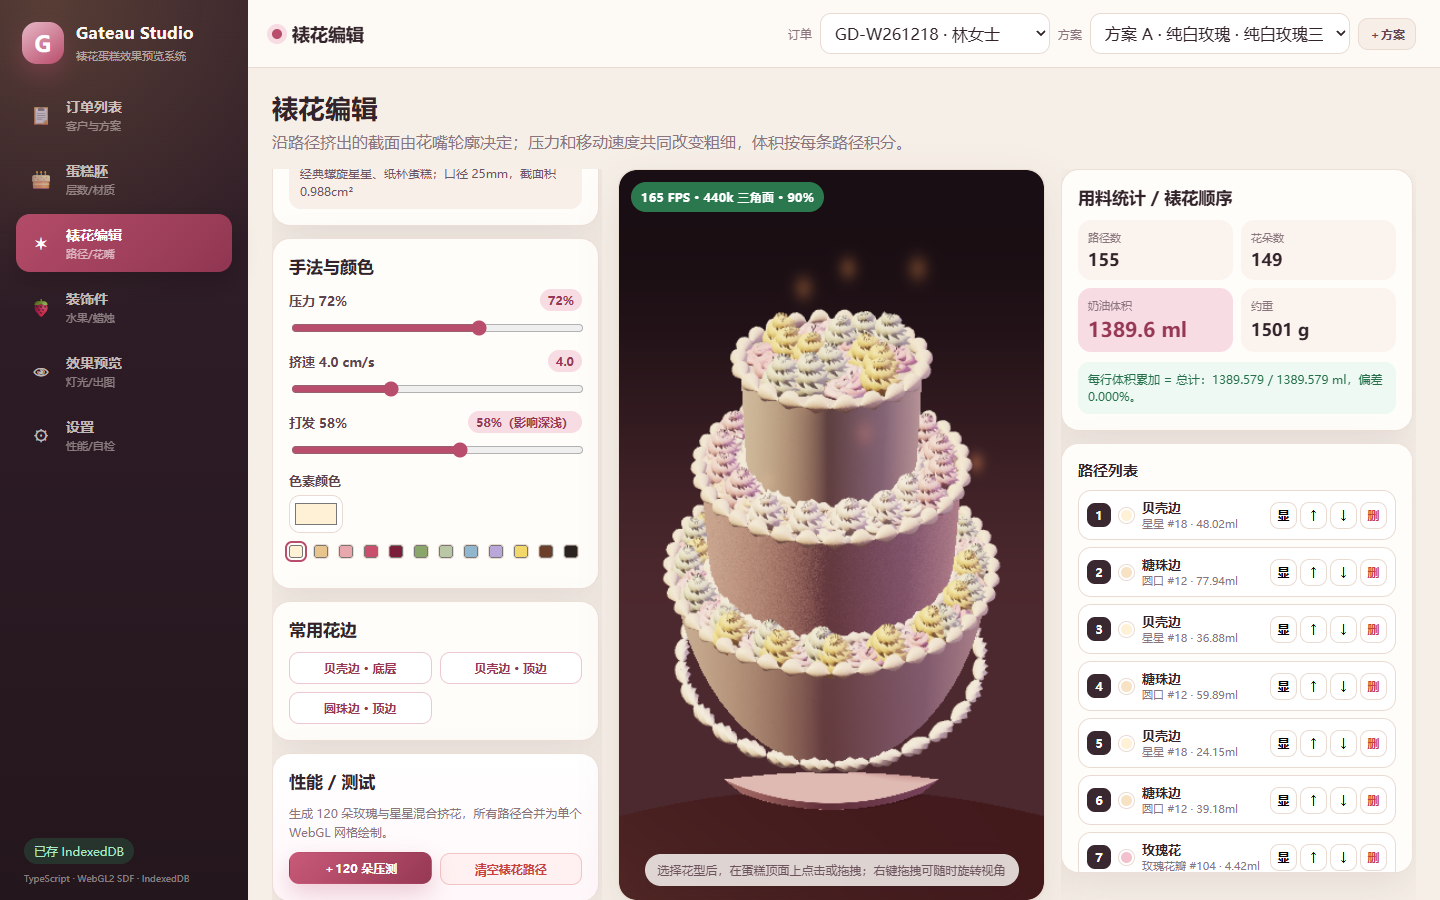 G
Gateau Studio
裱花蛋糕效果预览系统
订单列表
客户与方案
蛋糕胚
层数/材质
裱花编辑
路径/花嘴
装饰件
水果/蜡烛
效果预览
灯光/出图
设置
性能/自检
已存 IndexedDB
TypeScript · WebGL2 SDF · IndexedDB
裱花编辑
订单
GD-W261218 · 林女士
方案
方案 A · 纯白玫瑰 · 纯白玫瑰三
+ 方案
裱花编辑
沿路径挤出的截面由花嘴轮廓决定；压力和移动速度共同改变粗细，体积按每条路径积分。
经典螺旋星星、纸杯蛋糕；口径 25mm，截面积
0.988cm²
手法与颜色
压力 72%
72%
挤速 4.0 cm/s
4.0
打发 58%
58%（影响深浅）
色素颜色
常用花边
贝壳边 • 底层
贝壳边 • 顶边
圆珠边 • 顶边
性能 / 测试
生成 120 朵玫瑰与星星混合挤花，所有路径合并为单个
WebGL 网格绘制。
+ 120 朵压测
清空裱花路径
165 FPS • 440k 三角面 • 90%
选择花型后，在蛋糕顶面上点击或拖拽；右键拖拽可随时旋转视角
用料统计 / 裱花顺序
路径数
155
花朵数
149
奶油体积
1389.6 ml
约重
1501 g
每行体积累加 = 总计：1389.579 / 1389.579 ml，偏差
0.000%。
路径列表
1
贝壳边
星星 #18 · 48.02ml
显 ↑ ↓ 删
2
糖珠边
圆口 #12 · 77.94ml
显 ↑ ↓ 删
3
贝壳边
星星 #18 · 36.88ml
显 ↑ ↓ 删
4
糖珠边
圆口 #12 · 59.89ml
显 ↑ ↓ 删
5
贝壳边
星星 #18 · 24.15ml
显 ↑ ↓ 删
6
糖珠边
圆口 #12 · 39.18ml
显 ↑ ↓ 删
7
玫瑰花
玫瑰花瓣 #104 · 4.42ml
显 ↑ ↓ 删